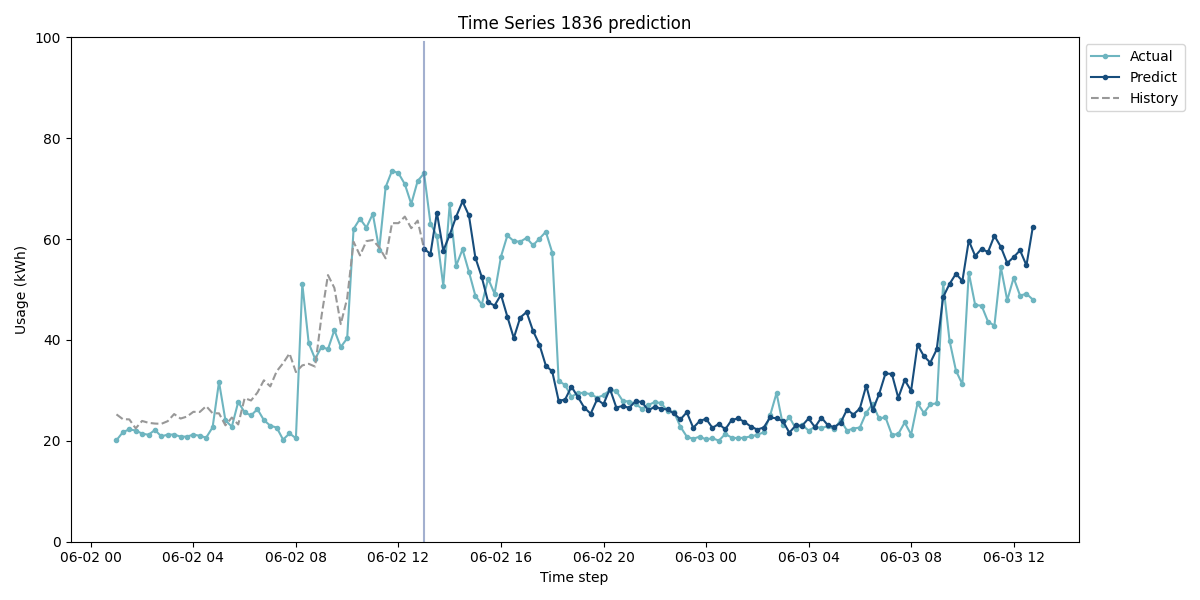 Time Series 1836 prediction
100
80
60
40
20
0
Usage (kWh)
06-02 00 06-02 04 06-02 08 06-02 12 06-02 16 06-02 20 06-03 00 06-03 04 06-03 08 06-03 12
Time step
Actual
Predict
History